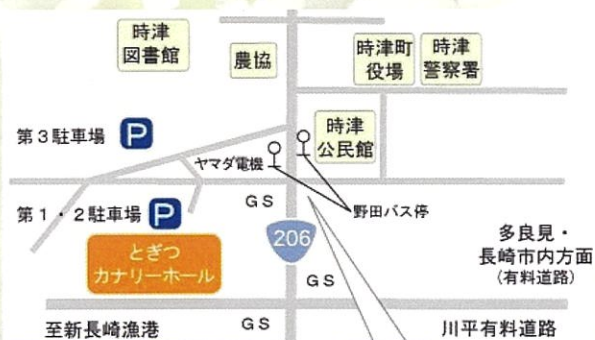 時津
図書館
農協
時津町
役場
時津
警察署
第3駐車場
P
ヤマダ電機
時津
公民館
第1・2駐車場
P
GS
野田バス停
とぎつ
カナリーホール
206
多良見・
長崎市内方面
(有料道路)
GS
至新長崎漁港
GS
川平有料道路